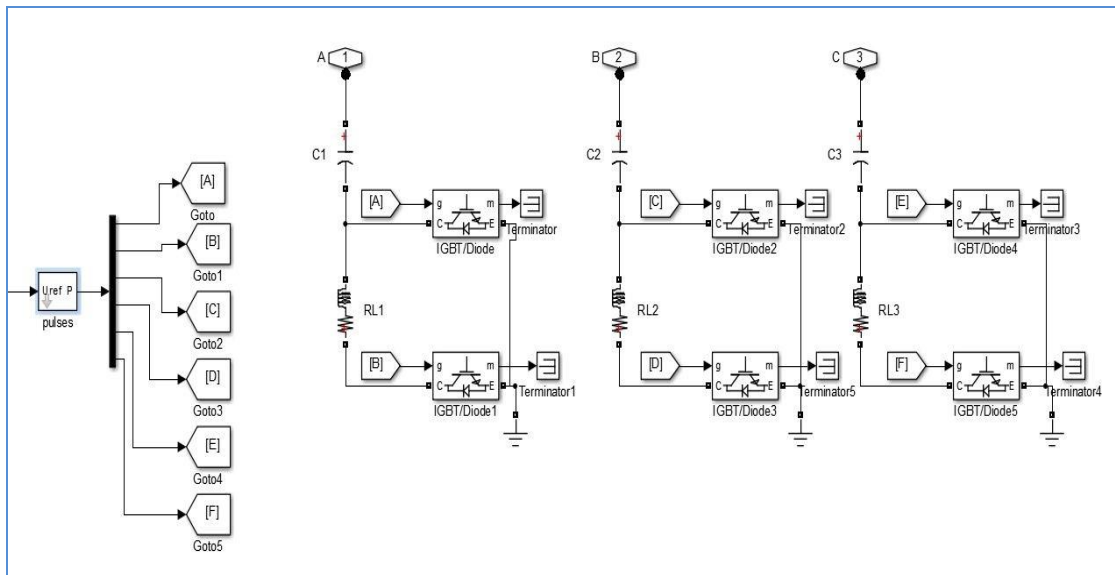 A 1
B 2
C 3
C1
C2
C3
[A]
Goto
[B]
Goto1
[C]
Goto2
[D]
Goto3
[E]
Goto4
[F]
Goto5
Uref P
pulses
[A]
g m
C E
IGBT/Diode
Terminator
[C]
g m
C E
IGBT/Diode2
Terminator2
[E]
g m
C E
IGBT/Diode4
Terminator3
RL1
RL2
RL3
[B]
g m
C E
IGBT/Diode1
Terminator1
[D]
g m
C E
IGBT/Diode3
Terminator5
[F]
g m
C E
IGBT/Diode5
Terminator4